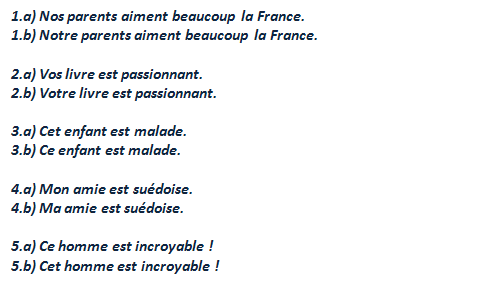 1.a) Nos parents aiment beaucoup la France.
1.b) Notre parents aiment beaucoup la France.
2.a) Vos livre est passionnant.
2.b) Votre livre est passionnant.
3.a) Cet enfant est malade.
3.b) Ce enfant est malade.
4.a) Mon amie est suédoise.
4.b) Ma amie est suédoise.
5.a) Ce homme est incroyable !
5.b) Cet homme est incroyable !